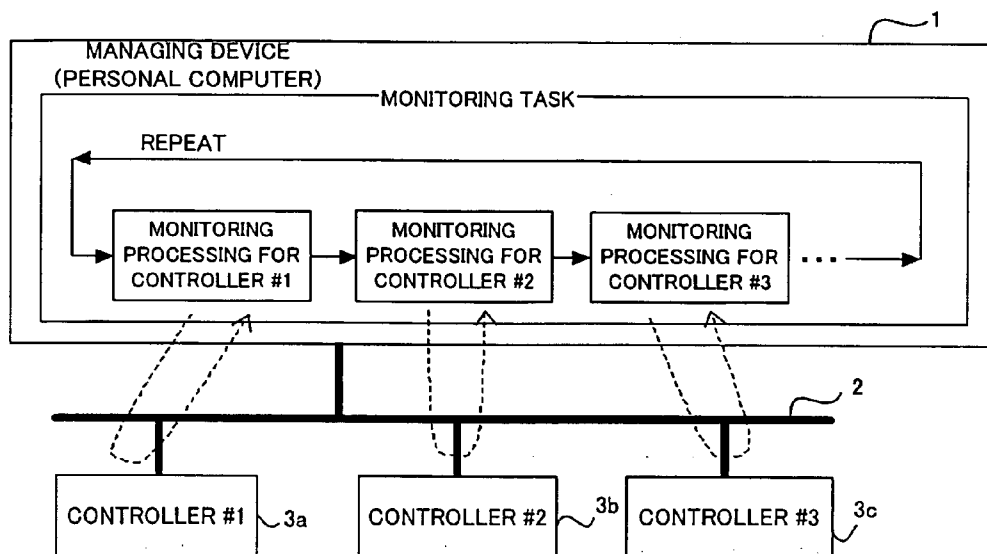 1
MANAGING DEVICE
(PERSONAL COMPUTER)
MONITORING TASK
REPEAT
MONITORING
PROCESSING FOR
CONTROLLER #1
MONITORING
PROCESSING FOR
CONTROLLER #2
MONITORING
PROCESSING FOR
CONTROLLER #3
...
2
CONTROLLER #1
3a
CONTROLLER #2
3b
CONTROLLER #3
3c